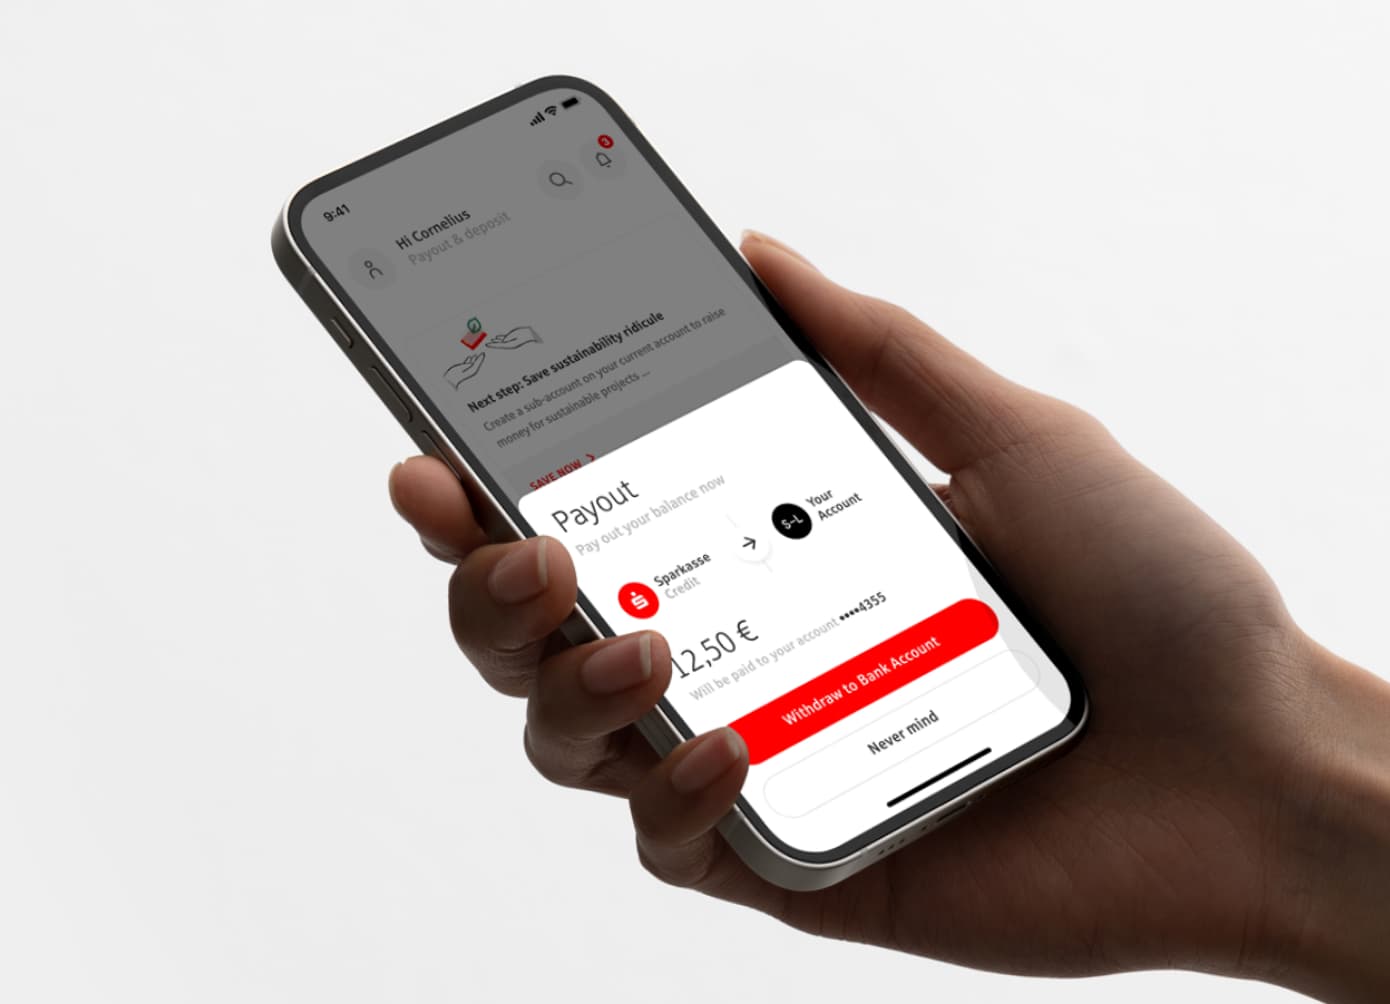 9:41
3
Hi Cornelius
Payout & deposit
Next step: Save sustainability ridicule
Create a sub-account on your current account to raise
money for sustainable projects ...
SAVE NOW
Payout
Pay out your balance now
Sparkasse
Credit
S-L
Your
Account
12,50 €
Will be paid to your account ••••4355
Withdraw to Bank Account
Never mind